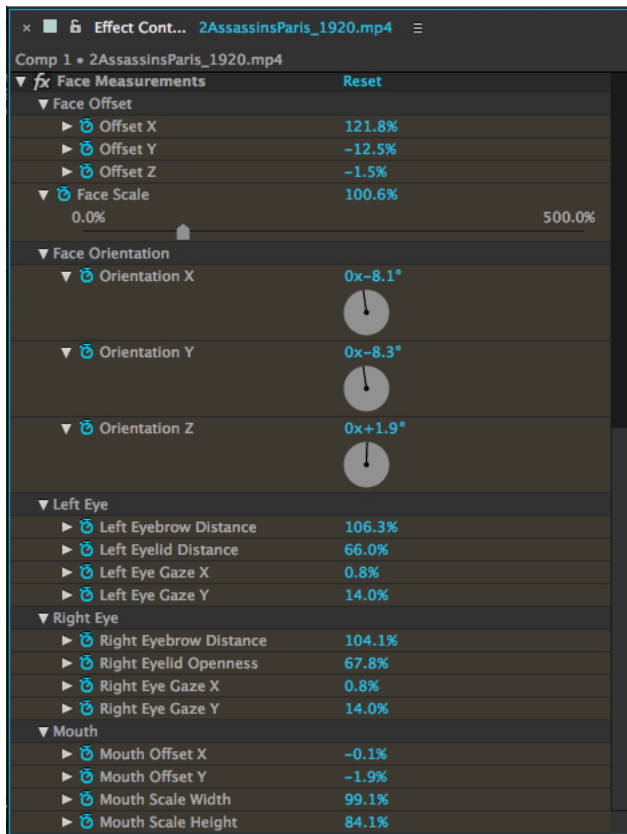 × Effect Cont... 2AssassinsParis_1920.mp4 ≡
Comp 1 • 2AssassinsParis_1920.mp4
fx Face Measurements Reset
Face Offset
Offset X 121.8%
Offset Y -12.5%
Offset Z -1.5%
Face Scale 100.6%
0.0% 500.0%
Face Orientation
Orientation X 0x-8.1°
Orientation Y 0x-8.3°
Orientation Z 0x+1.9°
Left Eye
Left Eyebrow Distance 106.3%
Left Eyelid Distance 66.0%
Left Eye Gaze X 0.8%
Left Eye Gaze Y 14.0%
Right Eye
Right Eyebrow Distance 104.1%
Right Eyelid Openness 67.8%
Right Eye Gaze X 0.8%
Right Eye Gaze Y 14.0%
Mouth
Mouth Offset X -0.1%
Mouth Offset Y -1.9%
Mouth Scale Width 99.1%
Mouth Scale Height 84.1%